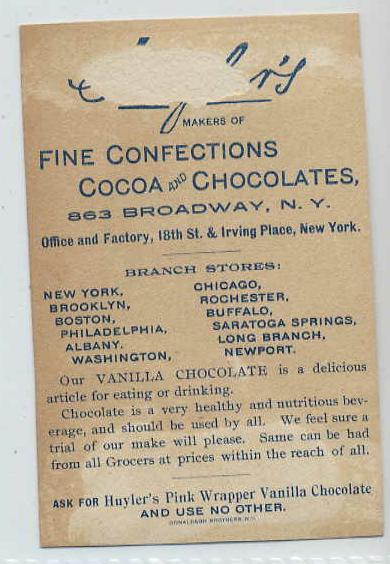 MAKERS OF
FINE CONFECTIONS
COCOA AND CHOCOLATES,
863 BROADWAY, N. Y.
Office and Factory, 18th St. & Irving Place, New York.
BRANCH STORES:
NEW YORK,
BROOKLYN,
BOSTON,
PHILADELPHIA,
ALBANY.
WASHINGTON,
CHICAGO,
ROCHESTER,
BUFFALO,
SARATOGA SPRINGS,
LONG BRANCH,
NEWPORT.
Our VANILLA CHOCOLATE is a delicious
article for eating or drinking.
Chocolate is a very healthy and nutritious bev-
erage, and should be used by all. We feel sure a
trial of our make will please. Same can be had
from all Grocers at prices within the reach of all.
ASK FOR Huyler's Pink Wrapper Vanilla Chocolate
AND USE NO OTHER.
DONALDSON BROTHERS, N.Y.